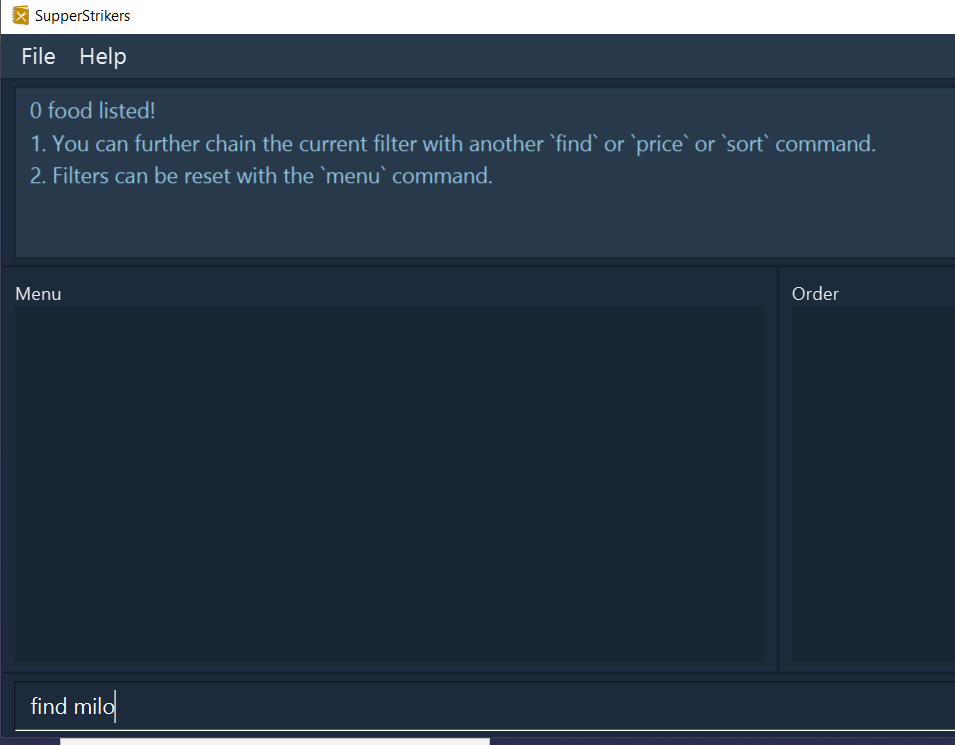 SupperStrikers
File Help
0 food listed!
1. You can further chain the current filter with another `find` or `price` or `sort` command.
2. Filters can be reset with the `menu` command.
Menu
Order
find milo